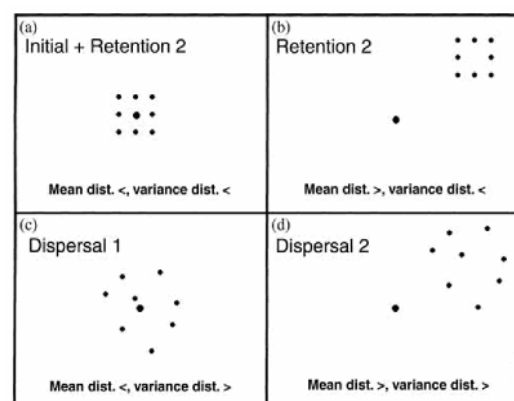 (a)
Initial + Retention 2
Mean dist. <, variance dist. <
(b)
Retention 2
Mean dist. >, variance dist. <
(c)
Dispersal 1
Mean dist. <, variance dist. >
(d)
Dispersal 2
Mean dist. >, variance dist. >